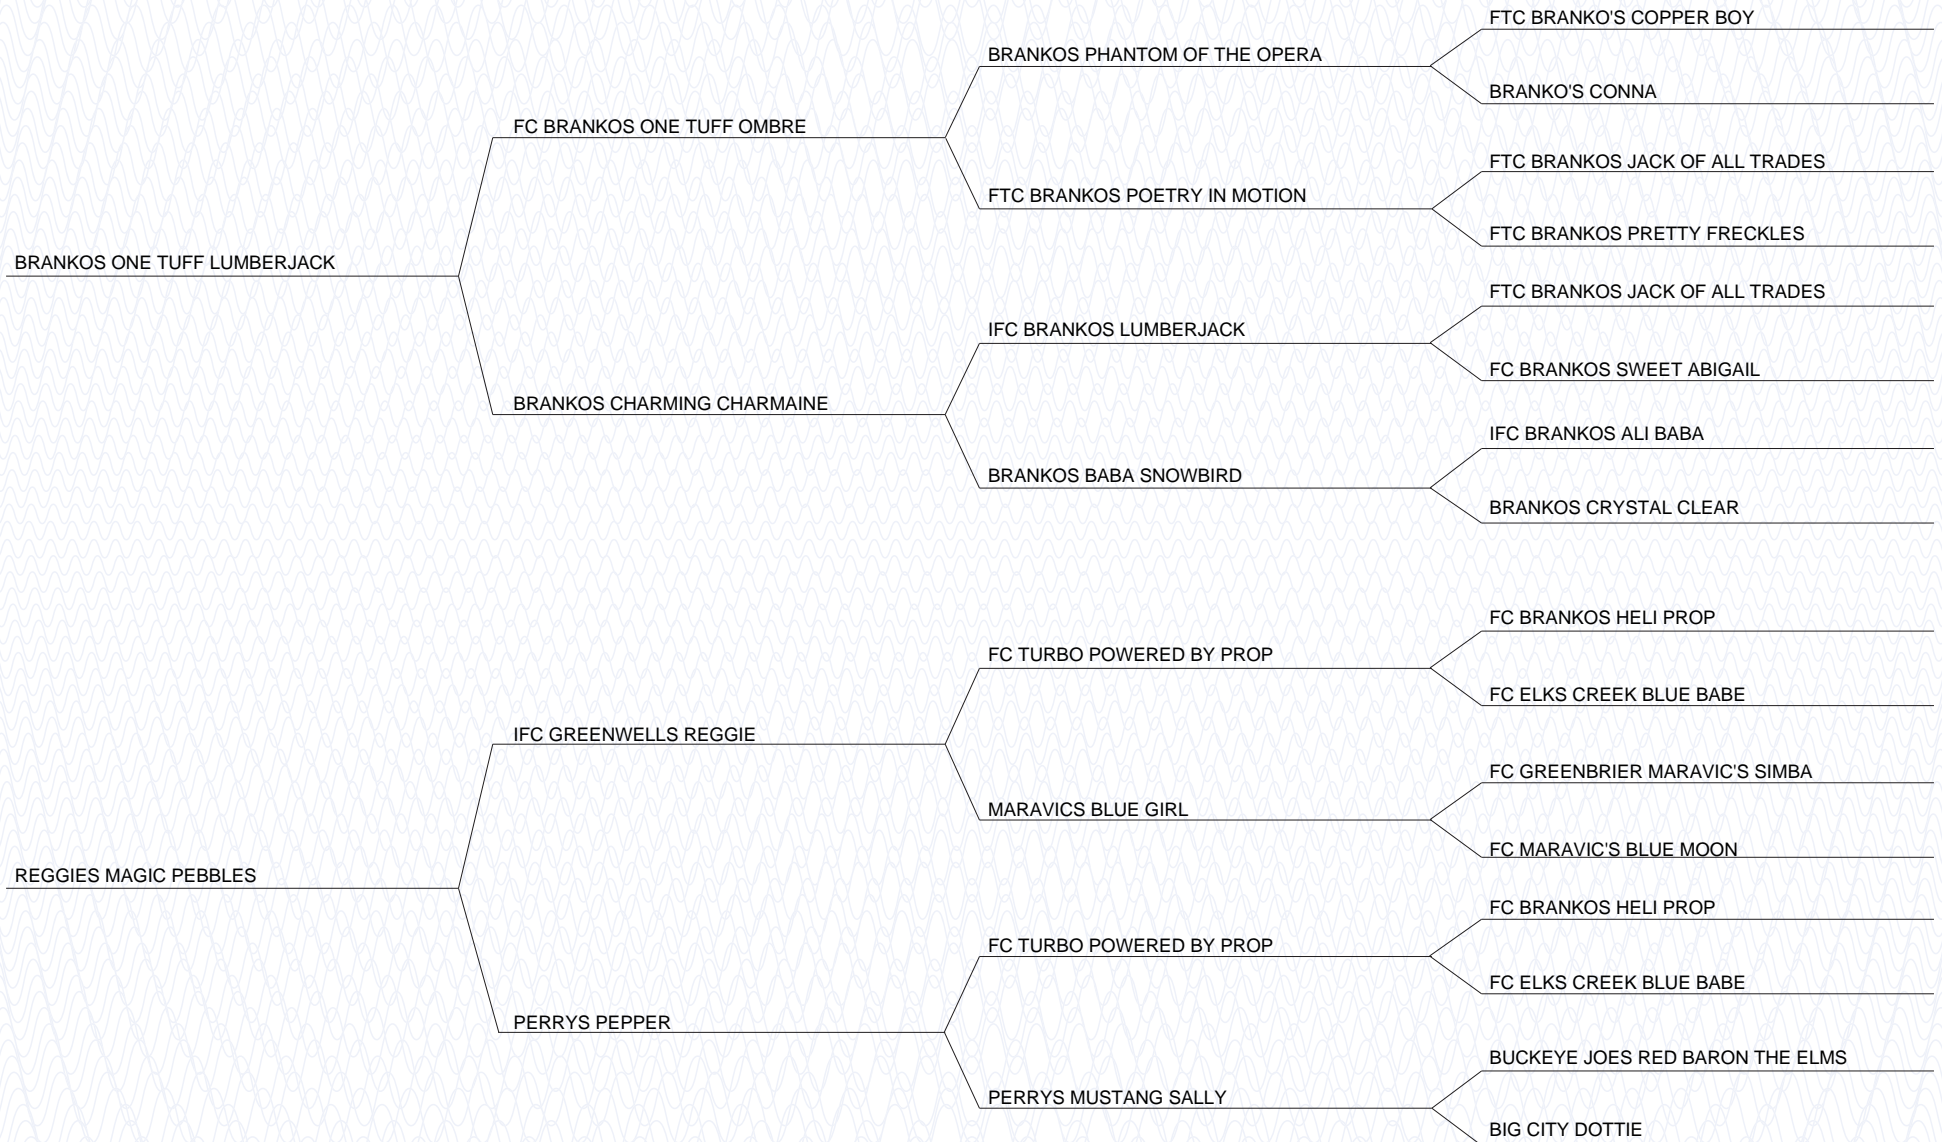 FTC BRANKO'S COPPER BOY
BRANKOS PHANTOM OF THE OPERA
BRANKO'S CONNA
FC BRANKOS ONE TUFF OMBRE
FTC BRANKOS JACK OF ALL TRADES
FTC BRANKOS POETRY IN MOTION
FTC BRANKOS PRETTY FRECKLES
BRANKOS ONE TUFF LUMBERJACK
FTC BRANKOS JACK OF ALL TRADES
IFC BRANKOS LUMBERJACK
FC BRANKOS SWEET ABIGAIL
BRANKOS CHARMING CHARMAINE
IFC BRANKOS ALI BABA
BRANKOS BABA SNOWBIRD
BRANKOS CRYSTAL CLEAR
FC BRANKOS HELI PROP
FC TURBO POWERED BY PROP
FC ELKS CREEK BLUE BABE
IFC GREENWELLS REGGIE
FC GREENBRIER MARAVIC'S SIMBA
MARAVICS BLUE GIRL
FC MARAVIC'S BLUE MOON
REGGIES MAGIC PEBBLES
FC BRANKOS HELI PROP
FC TURBO POWERED BY PROP
FC ELKS CREEK BLUE BABE
PERRYS PEPPER
BUCKEYE JOES RED BARON THE ELMS
PERRYS MUSTANG SALLY
BIG CITY DOTTIE